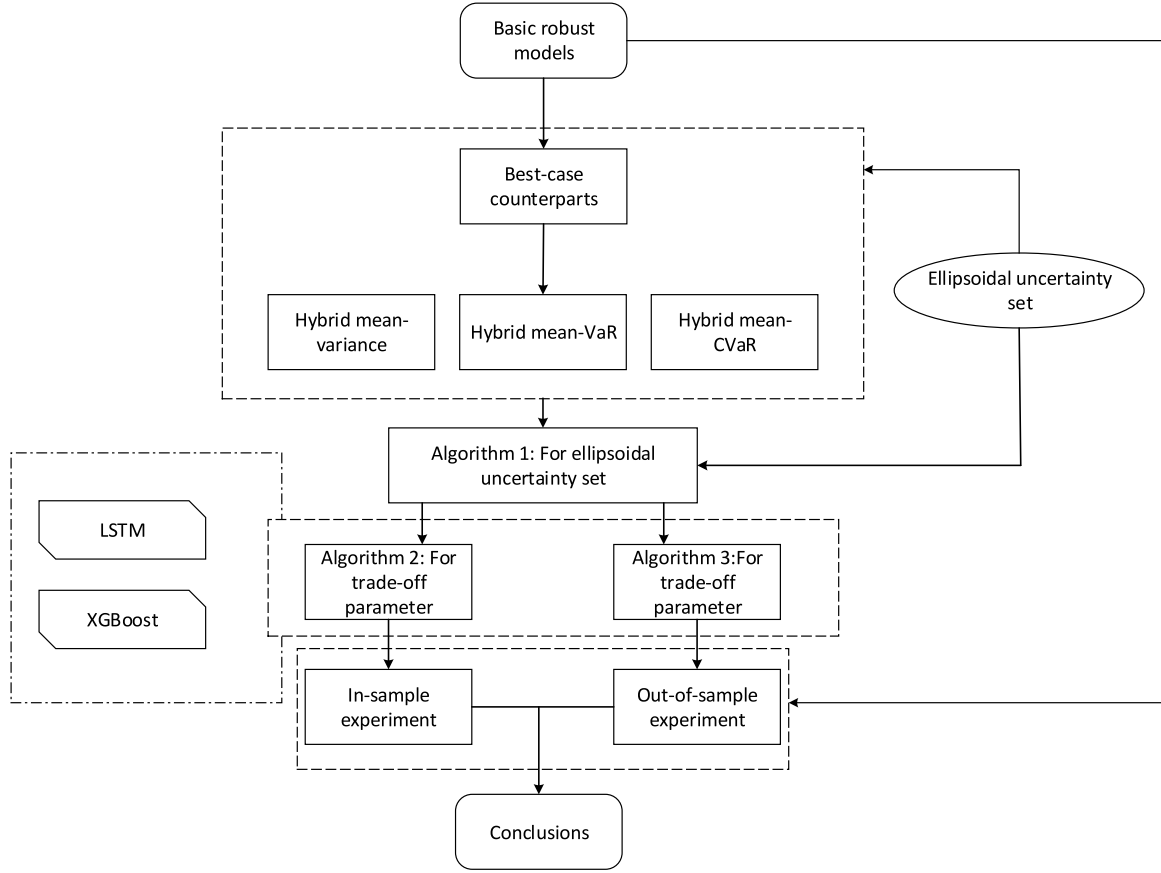 Basic robust
models
Best-case
counterparts
Hybrid mean-
variance
Hybrid mean-VaR
Hybrid mean-
CVaR
Ellipsoidal uncertainty
set
Algorithm 1: For ellipsoidal
uncertainty set
LSTM
XGBoost
Algorithm 2: For
trade-off
parameter
Algorithm 3:For
trade-off
parameter
In-sample
experiment
Out-of-sample
experiment
Conclusions